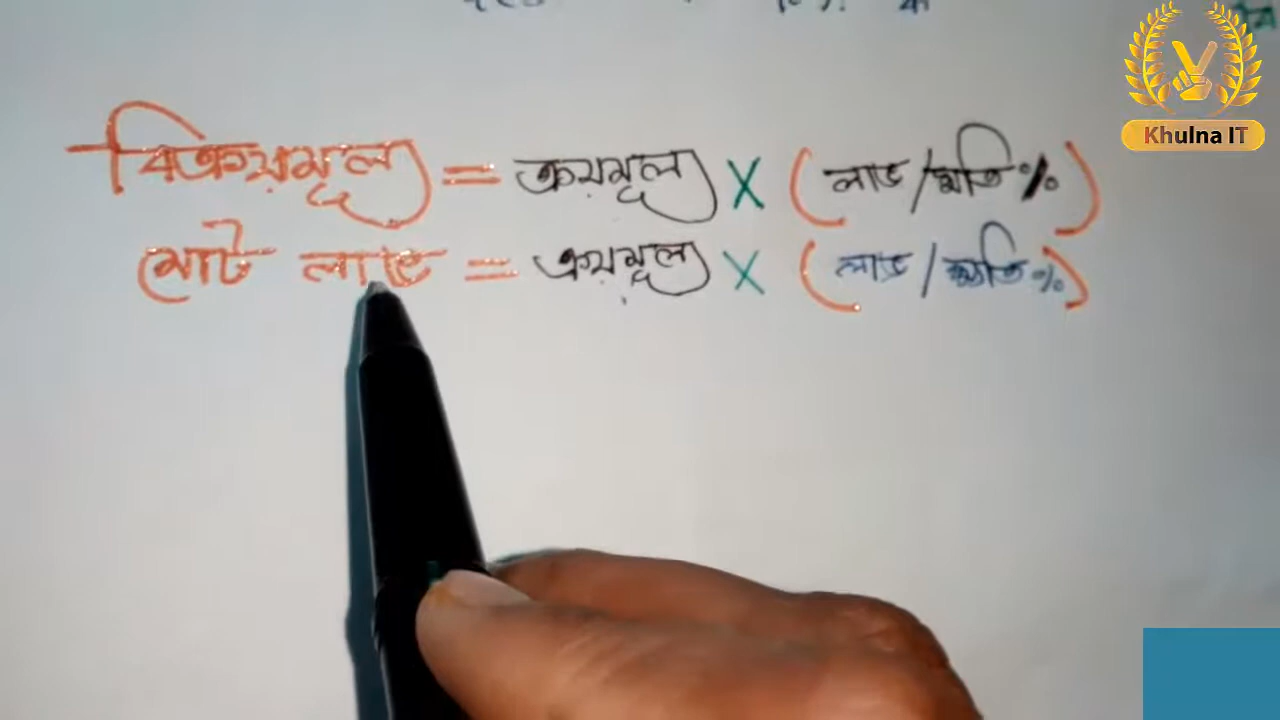 Khulna IT
বিক্রয়মূল্য = ক্রয়মূল্য × (লাভ/ক্ষতি%)
মোট লাভ = ক্রয়মূল্য × (লাভ/ক্ষতি%)